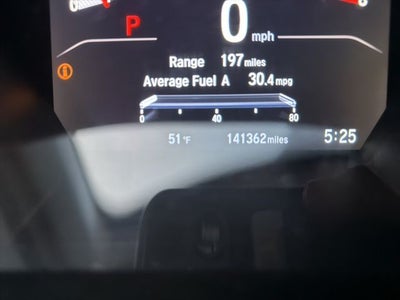 C
P
0 mph
Range 197 miles
Average Fuel A 30.4 mpg
0 40 80
51 °F 141362 miles 5:25